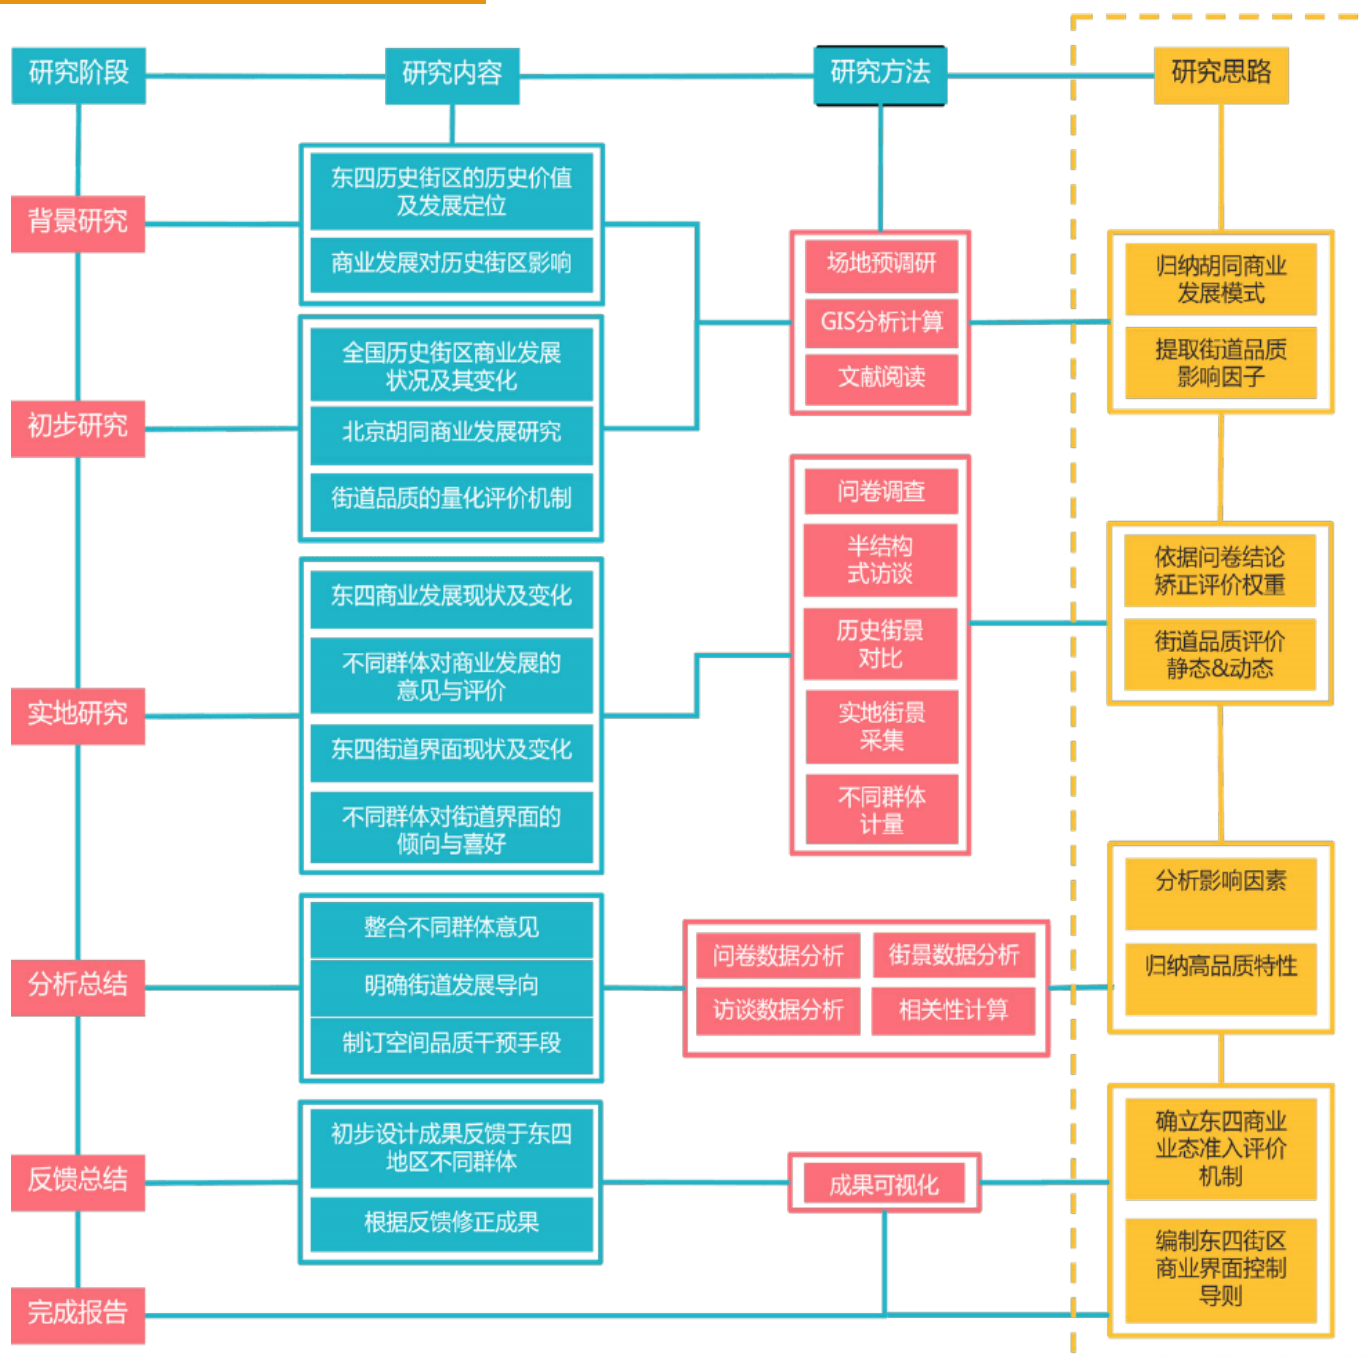 研究阶段
研究内容
研究方法
研究思路
背景研究
东四历史街区的历史价值
及发展定位
商业发展对历史街区影响
初步研究
全国历史街区商业发展
状况及其变化
北京胡同商业发展研究
街道品质的量化评价机制
场地预调研
GIS分析计算
文献阅读
归纳胡同商业
发展模式
提取街道品质
影响因子
实地研究
东四商业发展现状及变化
不同群体对商业发展的
意见与评价
东四街道界面现状及变化
不同群体对街道界面的
倾向与喜好
问卷调查
半结构
式访谈
历史街景
对比
实地街景
采集
不同群体
计量
依据问卷结论
矫正评价权重
街道品质评价
静态&动态
分析总结
整合不同群体意见
明确街道发展导向
制订空间品质干预手段
问卷数据分析
街景数据分析
访谈数据分析
相关性计算
分析影响因素
归纳高品质特性
反馈总结
初步设计成果反馈于东四
地区不同群体
根据反馈修正成果
成果可视化
确立东四商业
业态准入评价
机制
编制东四街区
商业界面控制
导则
完成报告